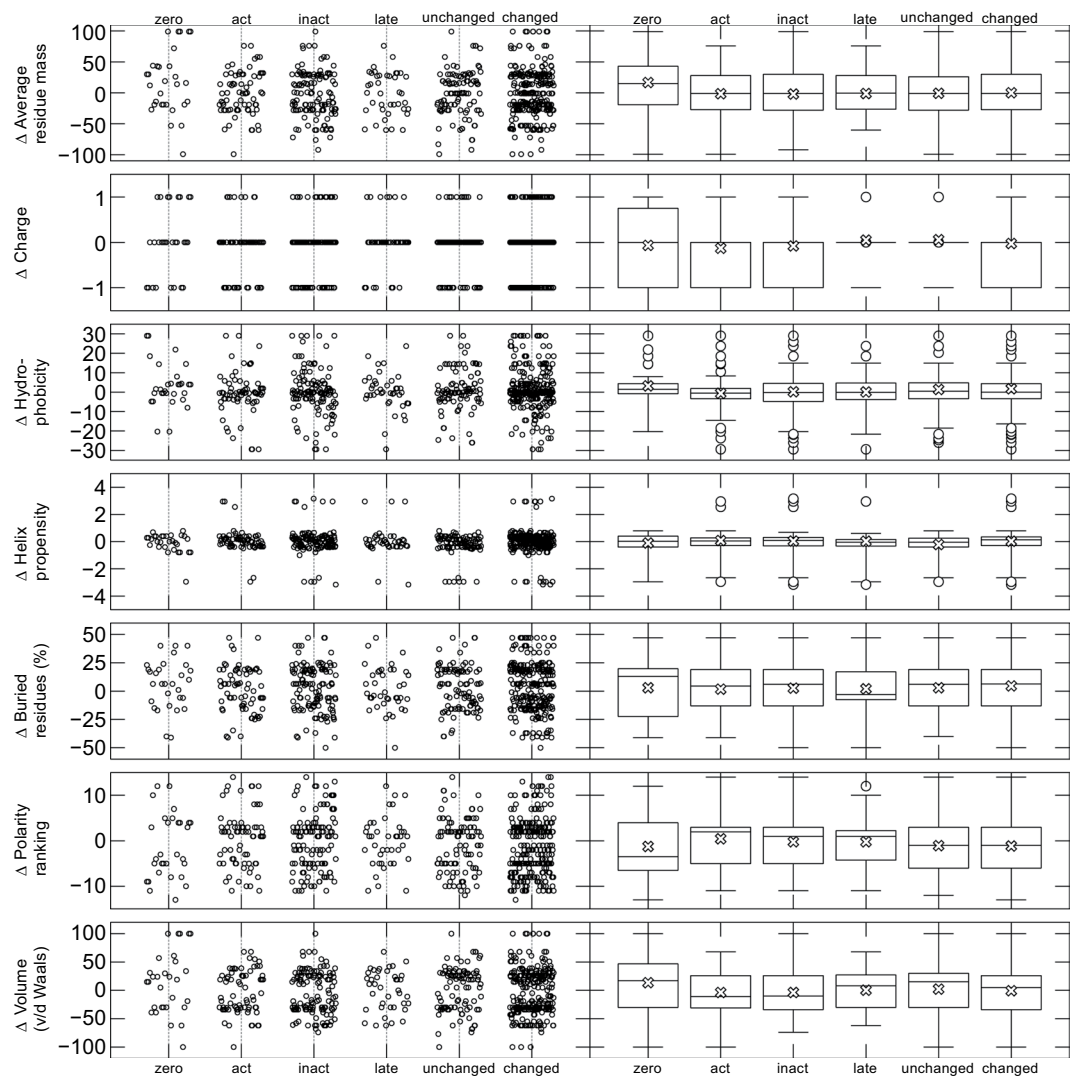 zero act inact late unchanged changed zero act inact late unchanged changed
Δ Average
residue mass
100
50
0
−50
−100
Δ Charge
1
0
−1
Δ Hydro-
phobicity
30
20
10
0
−10
−20
−30
Δ Helix
propensity
4
2
0
−2
−4
Δ Buried
residues (%)
50
25
0
−25
−50
Δ Polarity
ranking
10
0
−10
Δ Volume
(v/d Waals)
100
50
0
−50
−100
zero act inact late unchanged changed zero act inact late unchanged changed